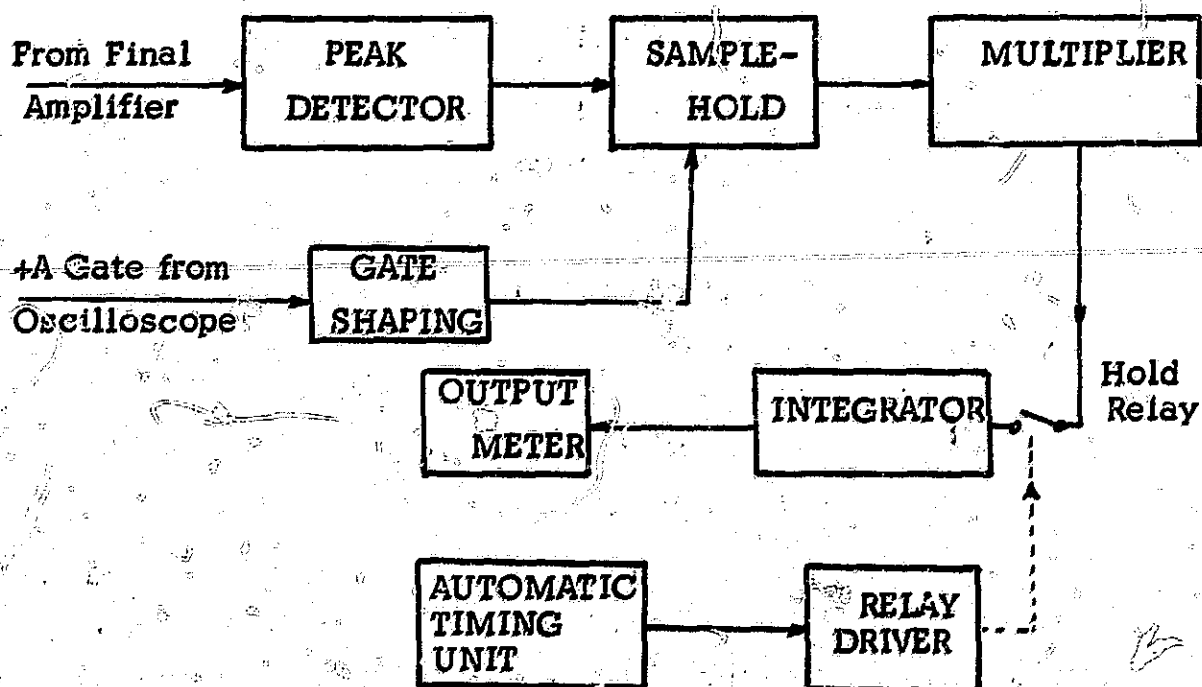 From Final
Amplifier
PEAK
DETECTOR
SAMPLE-
HOLD
MULTIPLIER
+A Gate from
Oscilloscope
GATE
SHAPING
Hold
Relay
INTEGRATOR
OUTPUT
METER
AUTOMATIC
TIMING
UNIT
RELAY
DRIVER